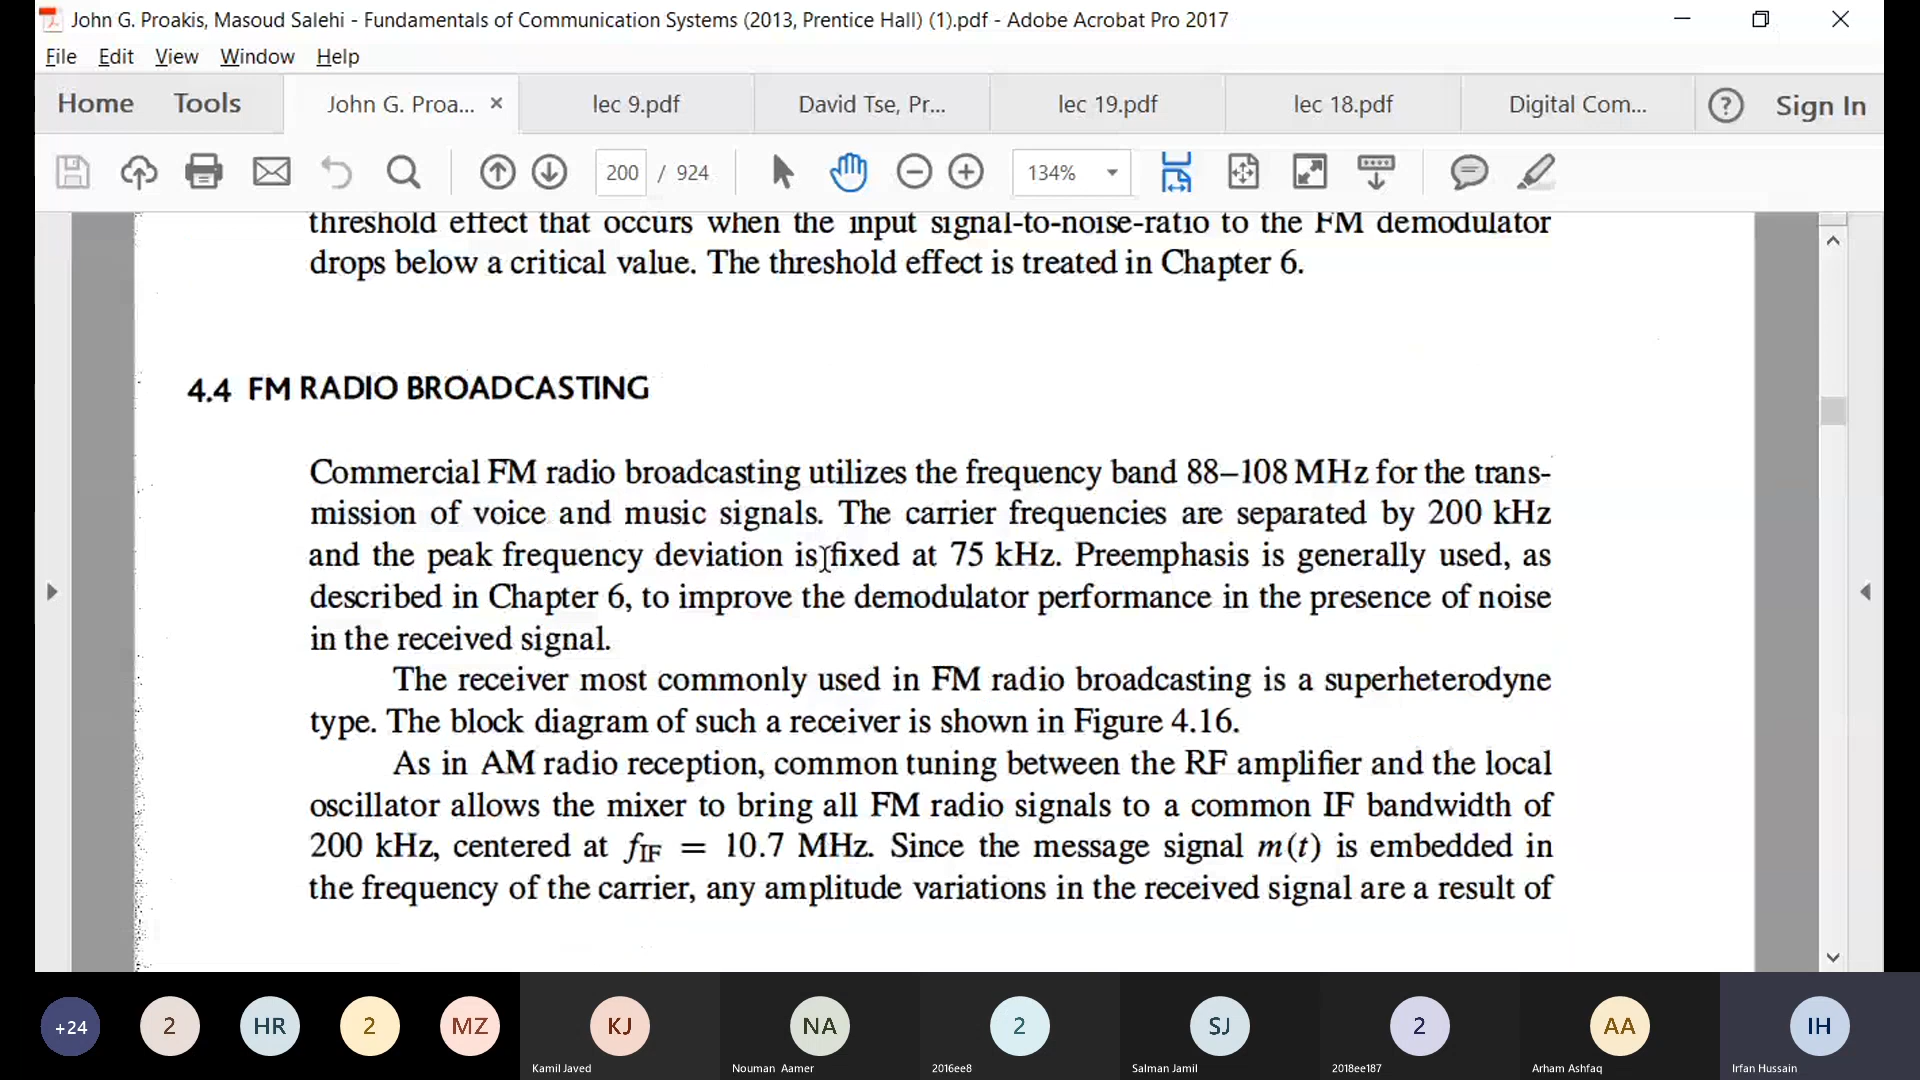 John G. Proakis, Masoud Salehi - Fundamentals of Communication Systems (2013, Prentice Hall) (1).pdf - Adobe Acrobat Pro 2017
File Edit View Window Help
Home Tools John G. Proa... × lec 9.pdf David Tse, Pr... lec 19.pdf lec 18.pdf Digital Com... ? Sign In
200 / 924 134%
threshold effect that occurs when the input signal-to-noise-ratio to the FM demodulator
drops below a critical value. The threshold effect is treated in Chapter 6.
4.4 FM RADIO BROADCASTING
Commercial FM radio broadcasting utilizes the frequency band 88–108 MHz for the trans-
mission of voice and music signals. The carrier frequencies are separated by 200 kHz
and the peak frequency deviation is fixed at 75 kHz. Preemphasis is generally used, as
described in Chapter 6, to improve the demodulator performance in the presence of noise
in the received signal.
The receiver most commonly used in FM radio broadcasting is a superheterodyne
type. The block diagram of such a receiver is shown in Figure 4.16.
As in AM radio reception, common tuning between the RF amplifier and the local
oscillator allows the mixer to bring all FM radio signals to a common IF bandwidth of
200 kHz, centered at fIF = 10.7 MHz. Since the message signal m(t) is embedded in
the frequency of the carrier, any amplitude variations in the received signal are a result of
+24 2 HR 2 MZ KJ NA 2 SJ 2 AA IH
Kamil Javed Nouman Aamer 2016ee8 Salman Jamil 2018ee187 Arham Ashfaq Irfan Hussain